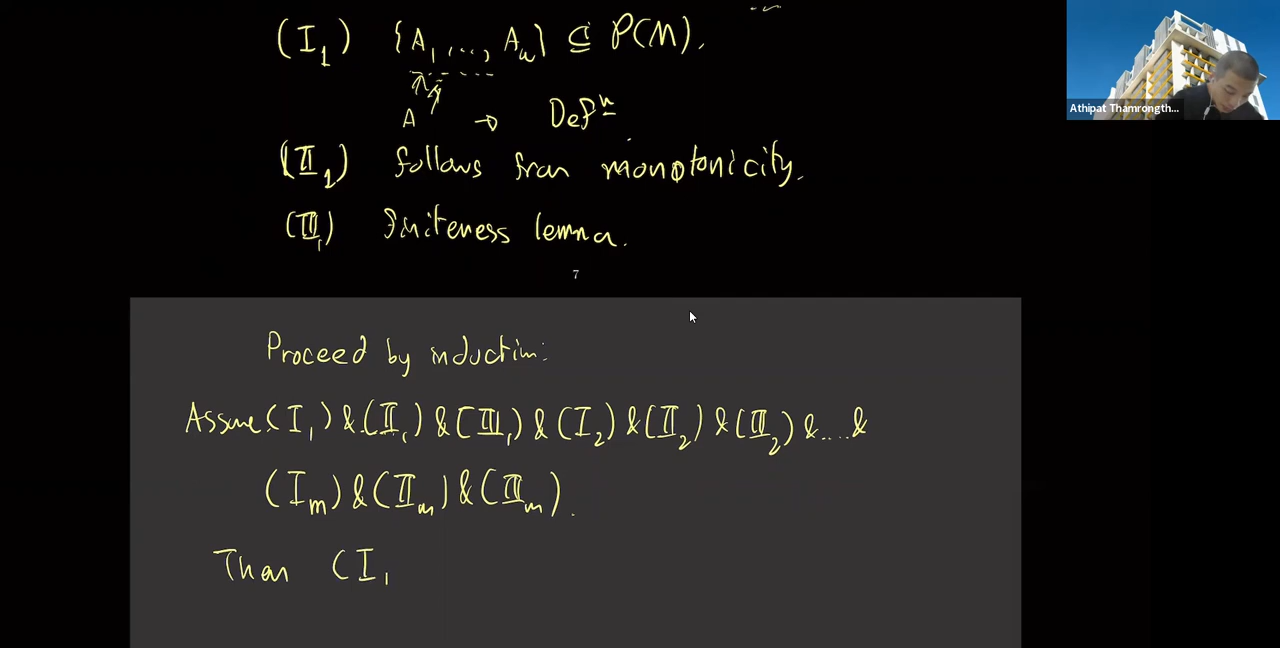 (I₁) {A₁,..., Aₙ} ⊆ P(M).
A → Defⁿ
(II₁) follows from monotonicity.
(III₁) finiteness lemma.
7
Proceed by induction:
Assume (I₁) & (II₁) & (III₁) & (I₂) & (II₂) & (III₂) & ... &
(Iₘ) & (IIₘ) & (IIIₘ).
Then (I₁
Athipat Thamrongth...